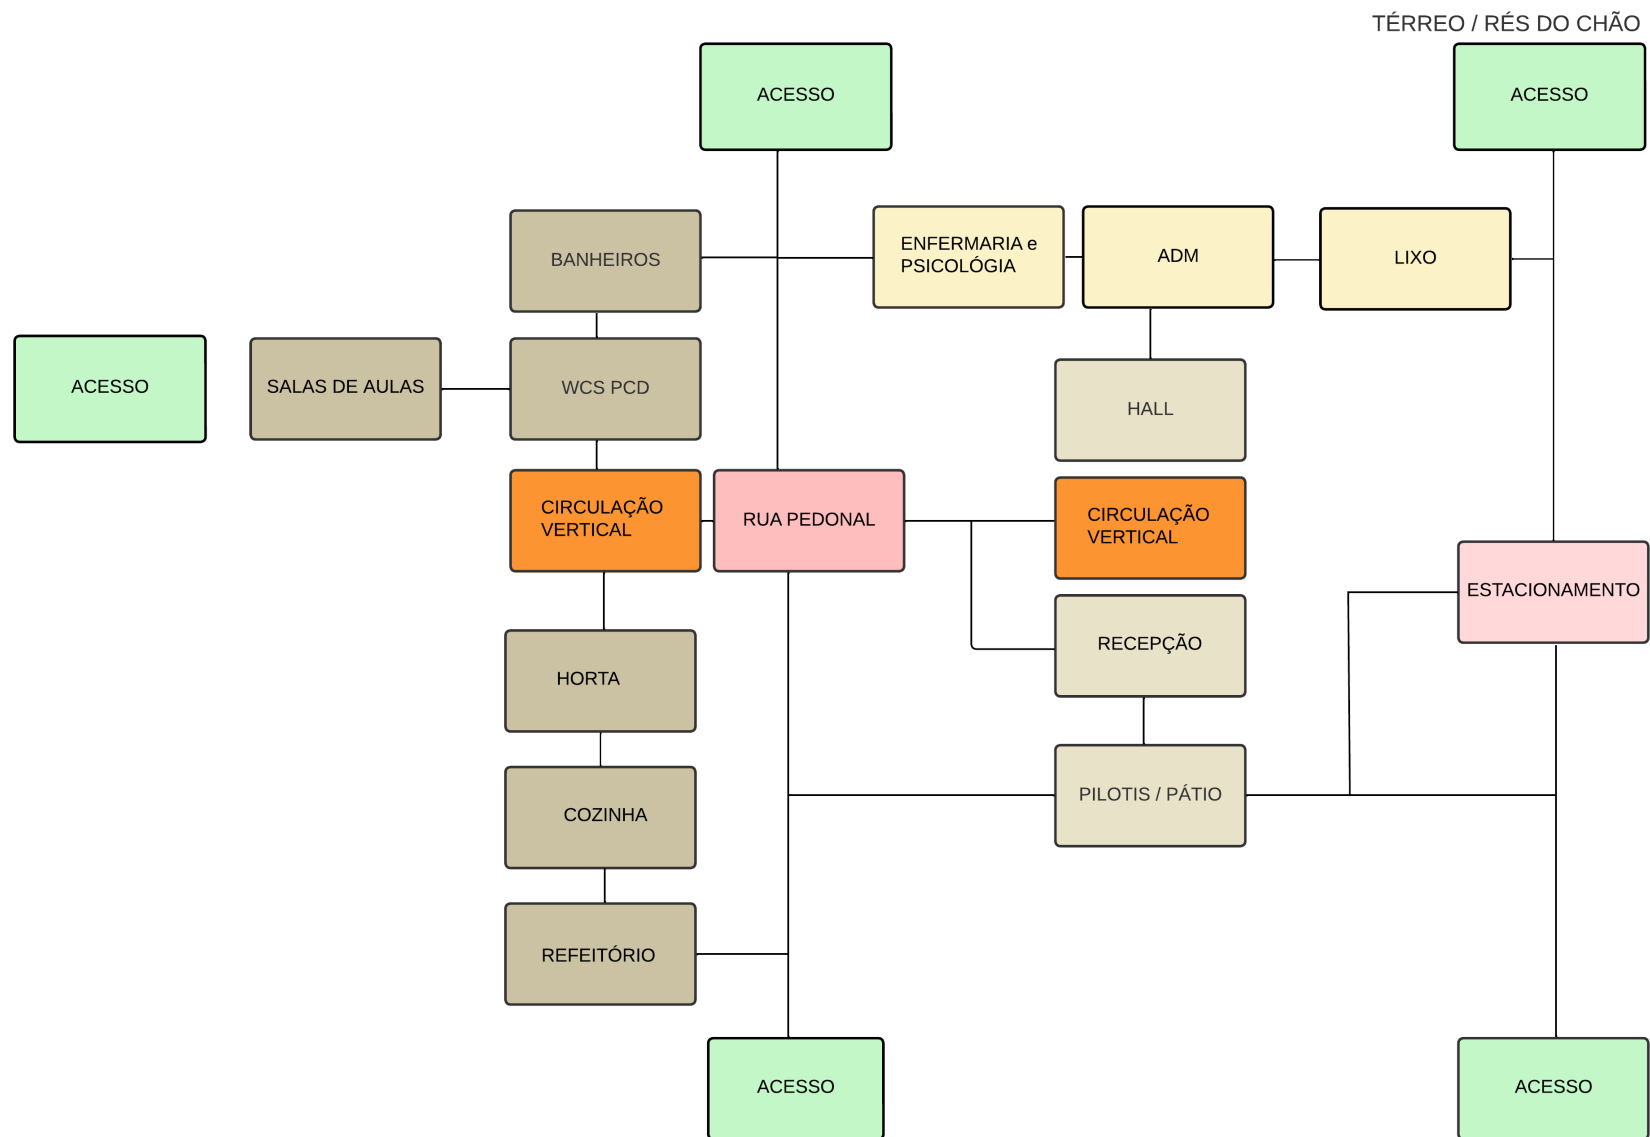 TÉRREO / RÉS DO CHÃO
ACESSO
ACESSO
BANHEIROS
ENFERMARIA e
PSICOLÓGIA
ADM
LIXO
ACESSO
SALAS DE AULAS
WCS PCD
HALL
CIRCULAÇÃO
VERTICAL
RUA PEDONAL
CIRCULAÇÃO
VERTICAL
ESTACIONAMENTO
RECEPÇÃO
HORTA
PILOTIS / PÁTIO
COZINHA
REFEITÓRIO
ACESSO
ACESSO